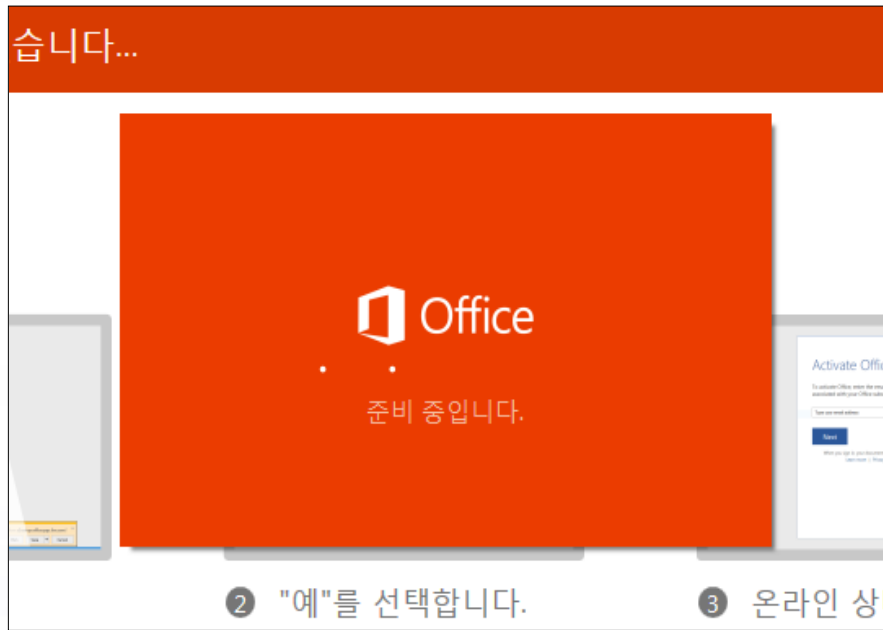 습니다...
Office
준비 중입니다.
Activate Offic
Next
2 "예"를 선택합니다.
3 온라인 상